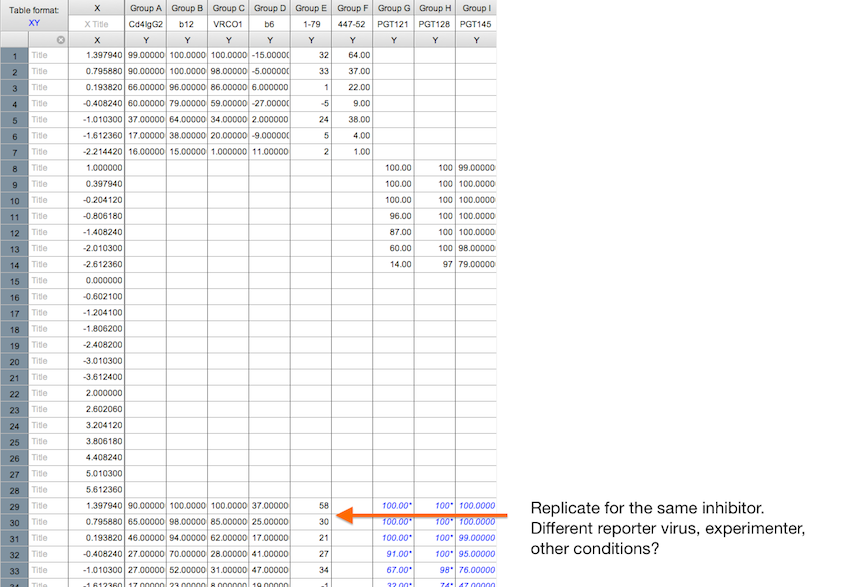 Table format: X Group A Group B Group C Group D Group E Group F Group G Group H Group I
XY X Title Cd4IgG2 b12 VRCO1 b6 1-79 447-52 PGT121 PGT128 PGT145
X Y Y Y Y Y Y Y Y Y
1 Title 1.397940 99.00000 100.0000 100.0000 -15.00000 32 64.00
2 Title 0.795880 90.00000 100.0000 98.00000 -5.000000 33 37.00
3 Title 0.193820 66.00000 96.00000 86.00000 6.000000 1 22.00
4 Title -0.408240 60.00000 79.00000 59.00000 -27.00000 -5 9.00
5 Title -1.010300 37.00000 64.00000 34.00000 2.000000 24 38.00
6 Title -1.612360 17.00000 38.00000 20.00000 -9.000000 5 4.00
7 Title -2.214420 16.00000 15.00000 1.000000 11.00000 2 1.00
8 Title 1.000000 100.00 100 99.00000
9 Title 0.397940 100.00 100 100.0000
10 Title -0.204120 100.00 100 100.0000
11 Title -0.806180 96.00 100 100.0000
12 Title -1.408240 87.00 100 100.0000
13 Title -2.010300 60.00 100 98.00000
14 Title -2.612360 14.00 97 79.00000
15 Title 0.000000
16 Title -0.602100
17 Title -1.204100
18 Title -1.806200
19 Title -2.408200
20 Title -3.010300
21 Title -3.612400
22 Title 2.000000
23 Title 2.602060
24 Title 3.204120
25 Title 3.806180
26 Title 4.408240
27 Title 5.010300
28 Title 5.612360
29 Title 1.397940 90.00000 100.0000 100.0000 37.00000 58 100.00* 100* 100.0000
30 Title 0.795880 65.00000 98.00000 85.00000 25.00000 30 100.00* 100* 100.0000
31 Title 0.193820 46.00000 94.00000 62.00000 17.00000 21 100.00* 100* 99.00000
32 Title -0.408240 27.00000 70.00000 28.00000 41.00000 27 91.00* 100* 95.00000
33 Title -1.010300 27.00000 52.00000 31.00000 47.00000 34 67.00* 98* 76.00000
Title -1.612360 17.00000 23.00000 8.000000 19.00000 -1 32.00* 74* 47.00000
Replicate for the same inhibitor.
Different reporter virus, experimenter,
other conditions?